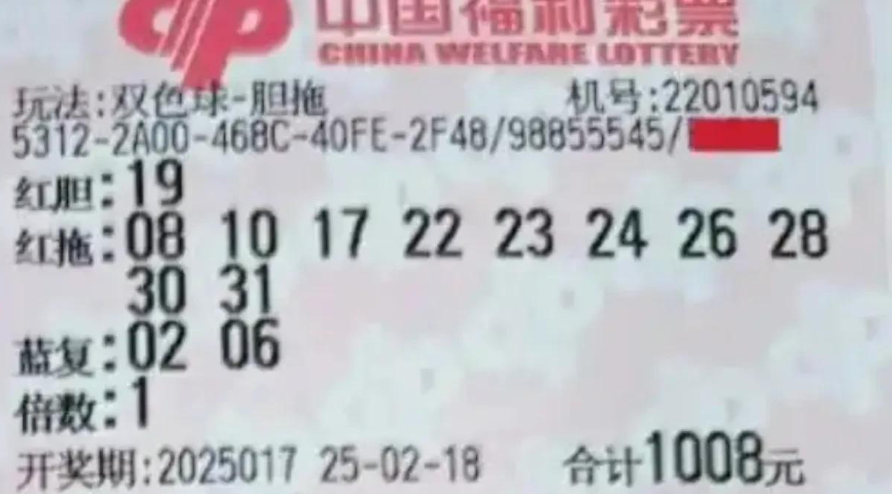 中国福利彩票
CHINA WELFARE LOTTERY
玩法:双色球-胆拖 机号:22010594
5312-2A00-468C-40FE-2F48/98855545/
红胆:19
红拖:08 10 17 22 23 24 26 28
30 31
蓝复:02 06
倍数:1
开奖期:2025017 25-02-18 合计1008元